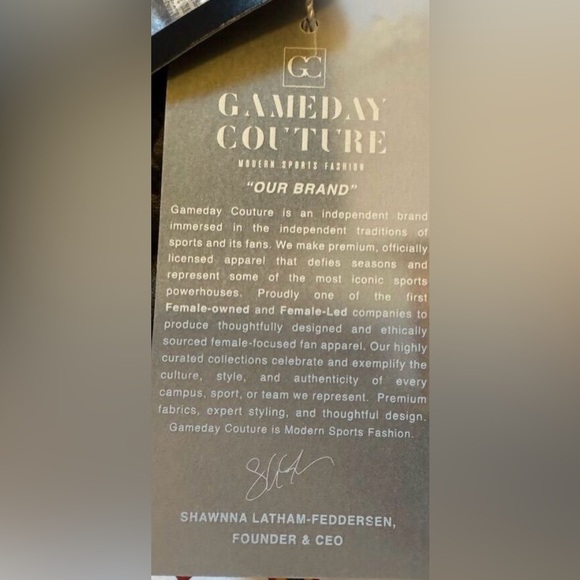 GC
GAMEDAY
COUTURE
MODERN SPORTS FASHION
"OUR BRAND"
Gameday Couture is an independent brand
immersed in the independent traditions of
sports and its fans. We make premium, officially
licensed apparel that defies seasons and
represent some of the most iconic sports
powerhouses. Proudly one of the first
Female-owned and Female-Led companies to
produce thoughtfully designed and ethically
sourced female-focused fan apparel. Our highly
curated collections celebrate and exemplify the
culture, style, and authenticity of every
campus, sport, or team we represent. Premium
fabrics, expert styling, and thoughtful design.
Gameday Couture is Modern Sports Fashion.
SHAWNNA LATHAM-FEDDERSEN,
FOUNDER & CEO